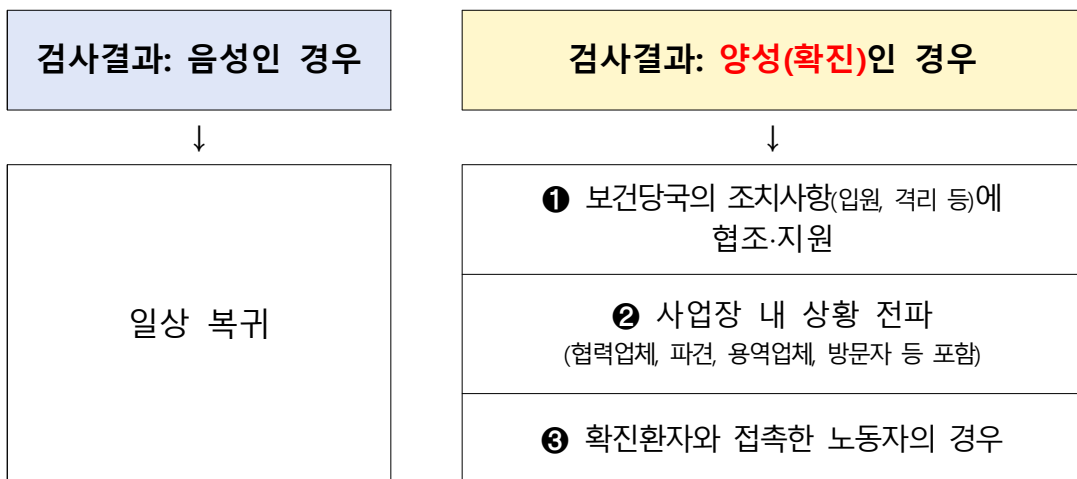 검사결과: 음성인 경우
↓
일상 복귀
검사결과: 양성(확진)인 경우
↓
❶ 보건당국의 조치사항(입원, 격리 등)에
협조·지원
❷ 사업장 내 상황 전파
(협력업체, 파견, 용역업체, 방문자 등 포함)
❸ 확진환자와 접촉한 노동자의 경우